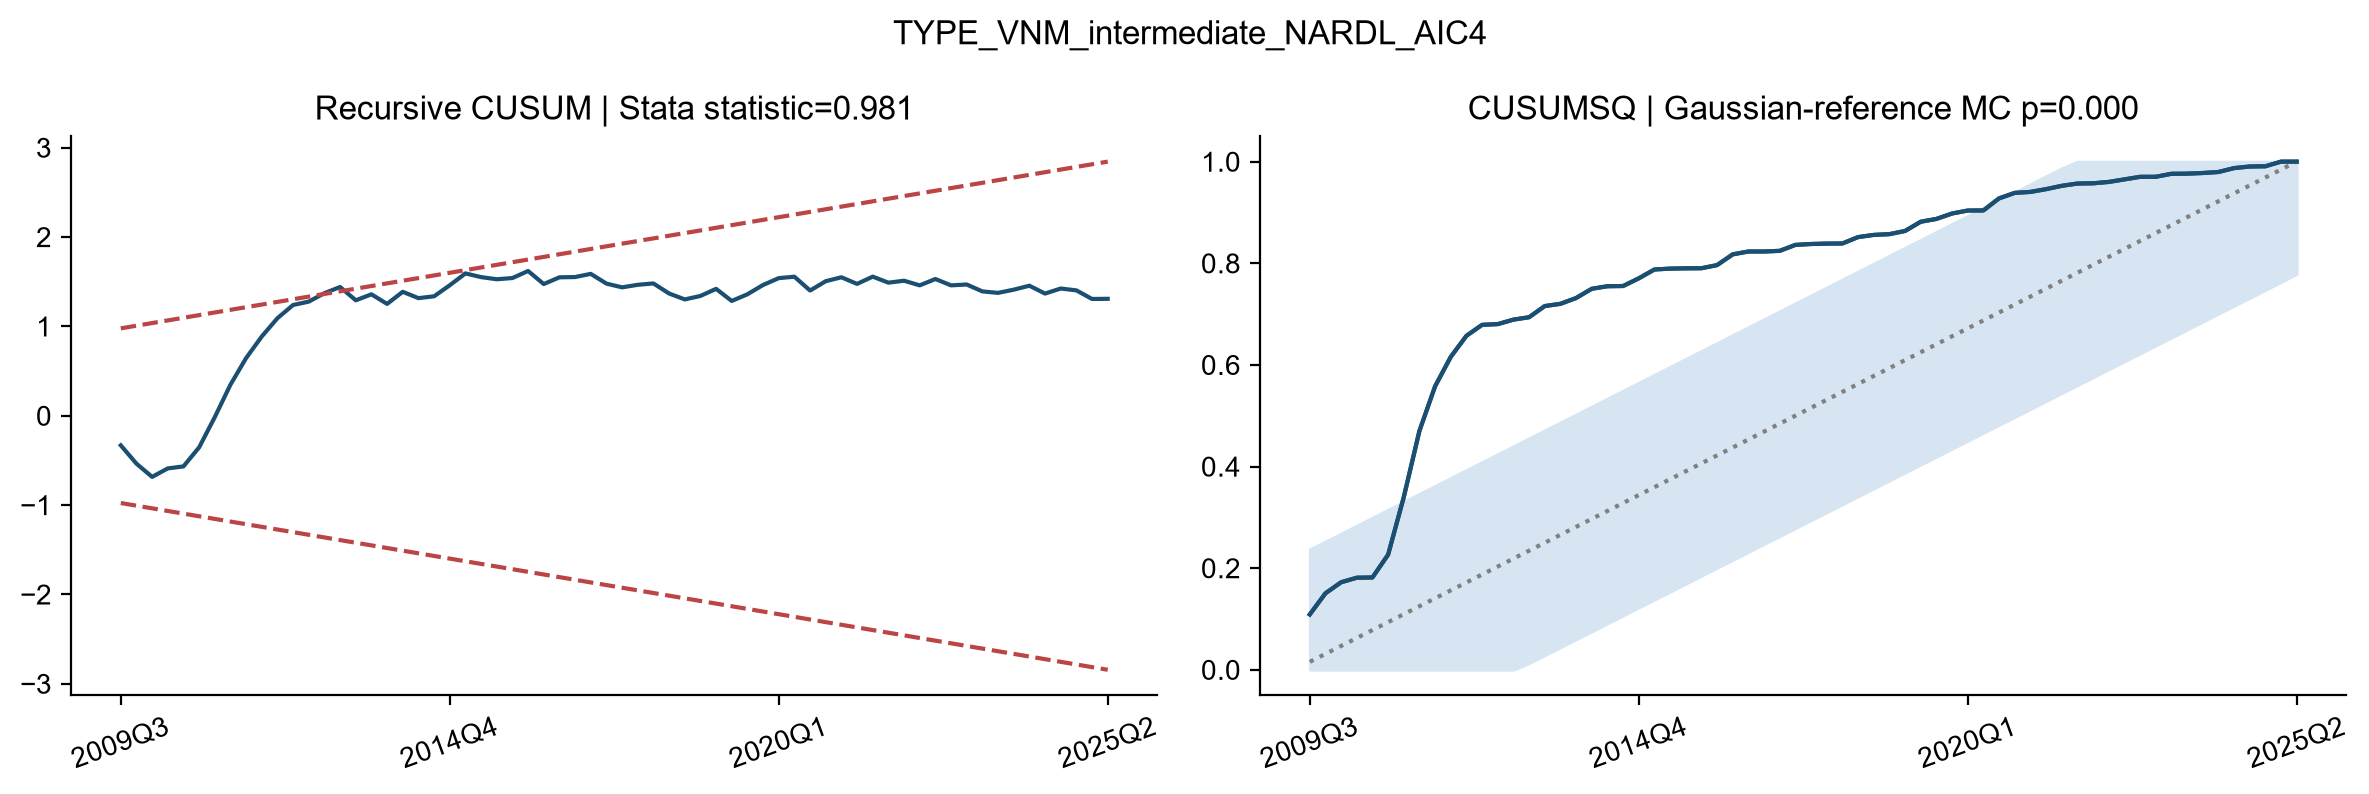 TYPE_VNM_intermediate_NARDL_AIC4
Recursive CUSUM | Stata statistic=0.981
3
2
1
0
−1
−2
−3
2009Q3
2014Q4
2020Q1
2025Q2
CUSUMSQ | Gaussian-reference MC p=0.000
1.0
0.8
0.6
0.4
0.2
0.0
2009Q3
2014Q4
2020Q1
2025Q2